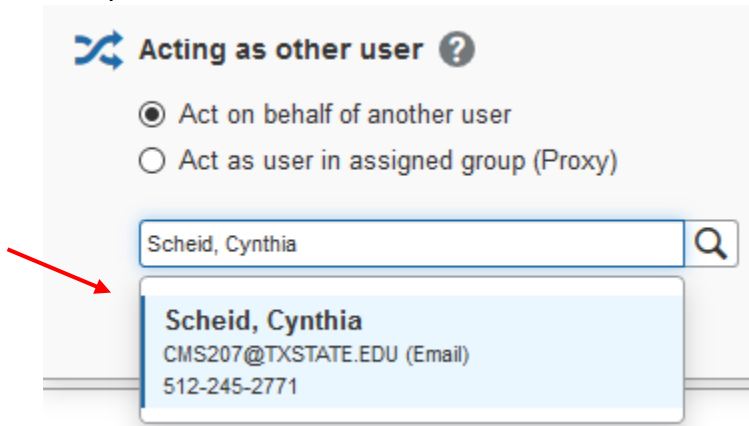 Acting as other user ?
Act on behalf of another user
Act as user in assigned group (Proxy)
Scheid, Cynthia
Scheid, Cynthia
CMS207@TXSTATE.EDU (Email)
512-245-2771